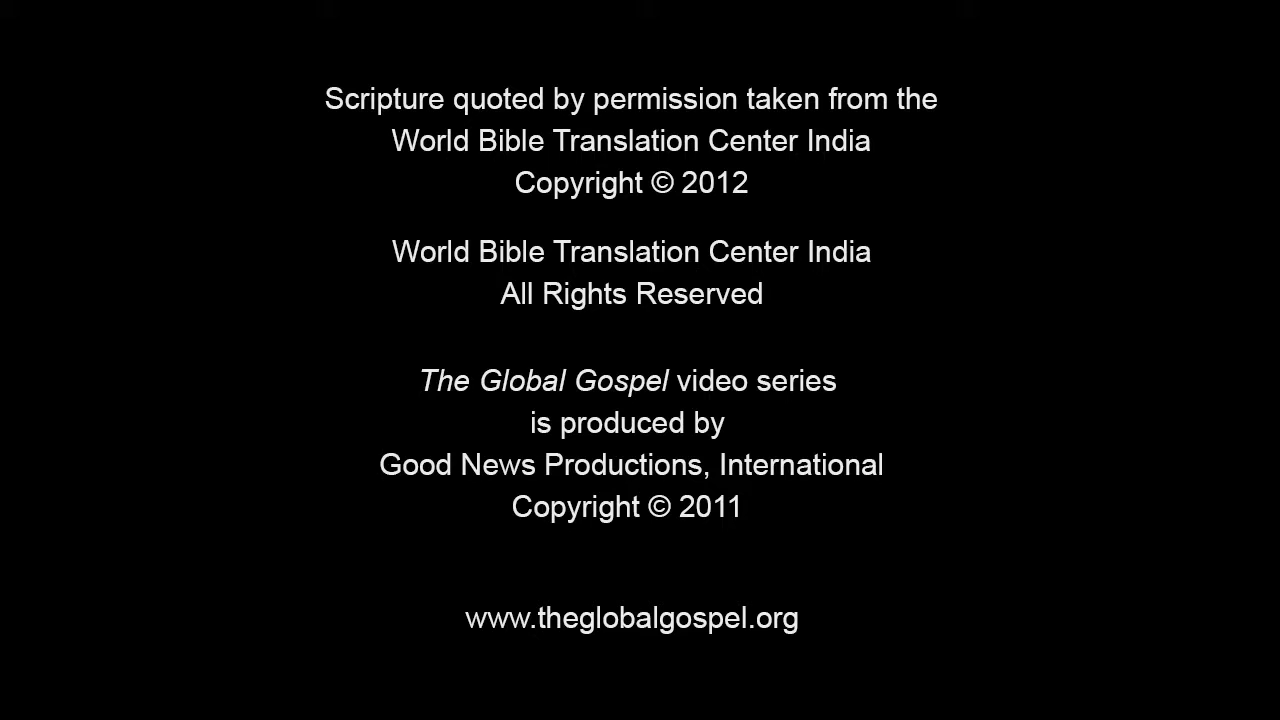 Scripture quoted by permission taken from the
World Bible Translation Center India
Copyright © 2012
World Bible Translation Center India
All Rights Reserved
The Global Gospel video series
is produced by
Good News Productions, International
Copyright © 2011
www.theglobalgospel.org